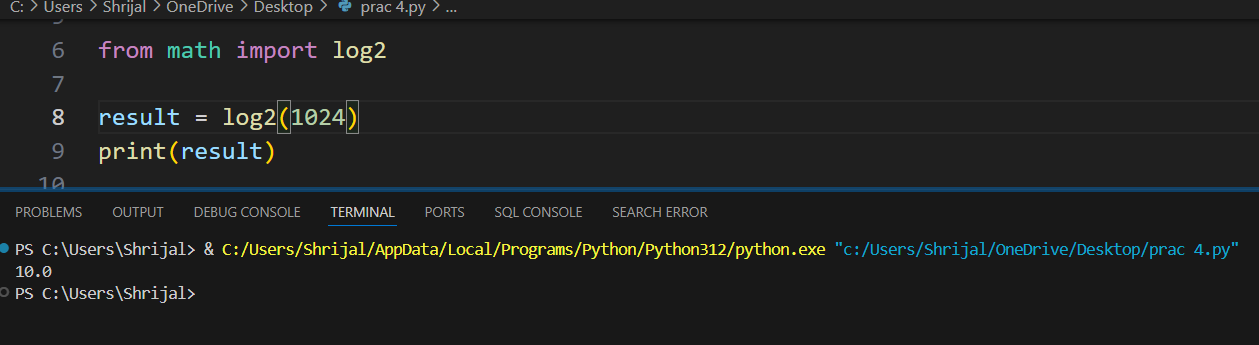 C: > Users > Shrijal > OneDrive > Desktop > prac 4.py > ...
6 from math import log2
7
8 result = log2(1024)
9 print(result)
10
PROBLEMS OUTPUT DEBUG CONSOLE TERMINAL PORTS SQL CONSOLE SEARCH ERROR
PS C:\Users\Shrijal> & C:/Users/Shrijal/AppData/Local/Programs/Python/Python312/python.exe "c:/Users/Shrijal/OneDrive/Desktop/prac 4.py"
10.0
PS C:\Users\Shrijal>